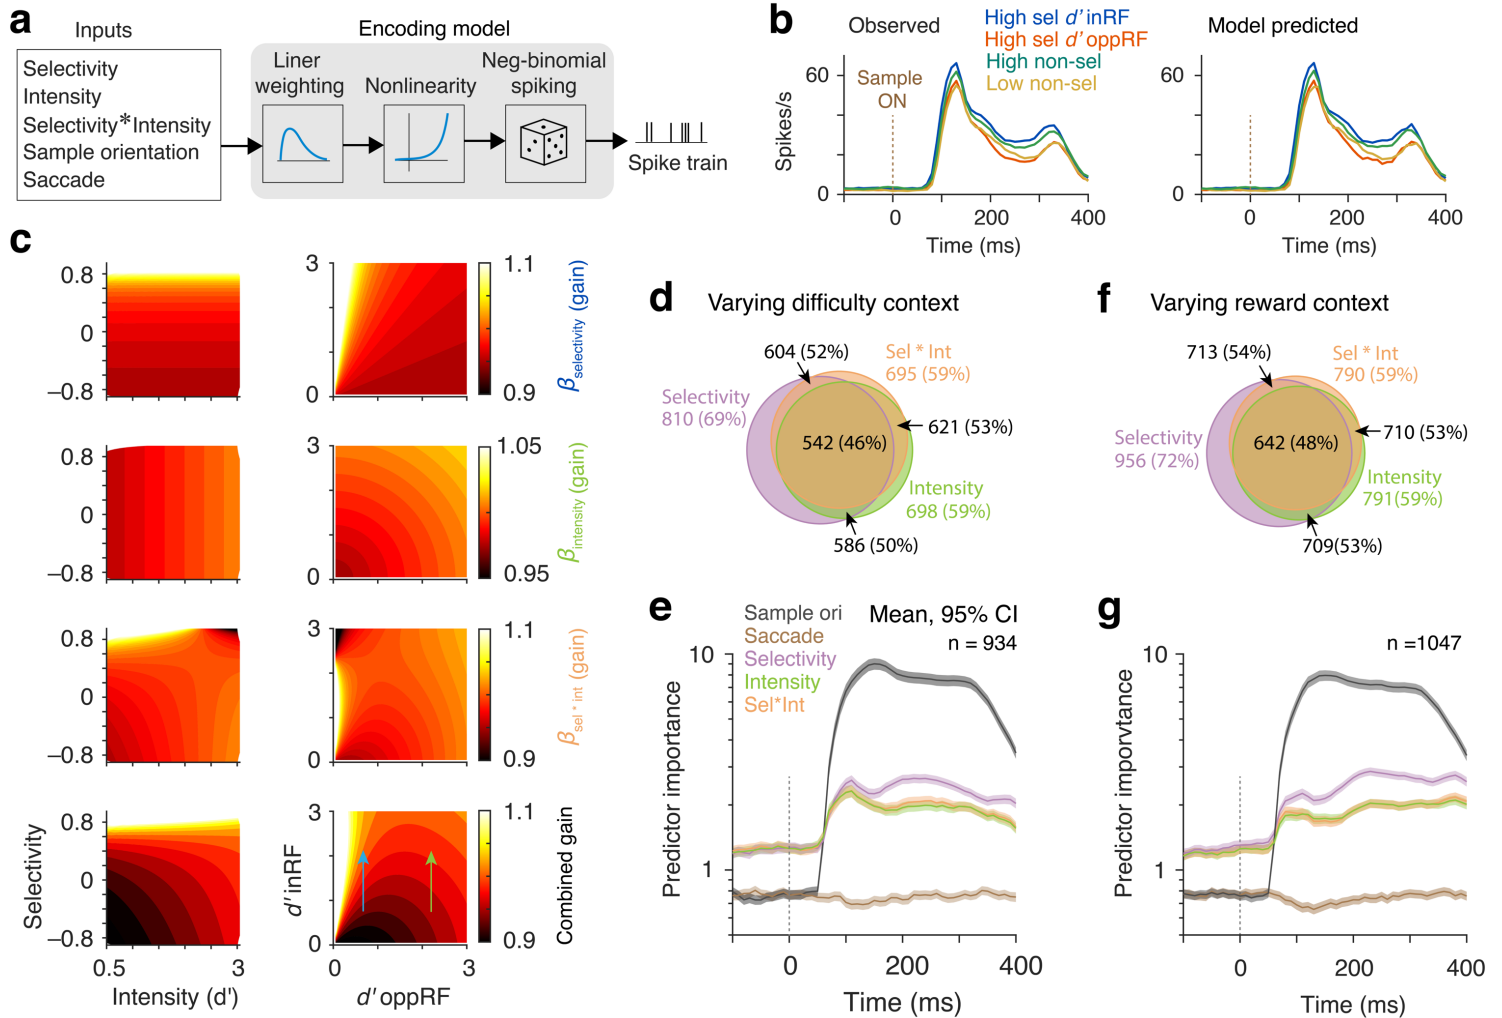 a
Inputs
Selectivity
Intensity
Selectivity*Intensity
Sample orientation
Saccade
Encoding model
Liner
weighting
Nonlinearity
Neg-binomial
spiking
Spike train
b
Observed
High sel d' inRF
High sel d' oppRF
High non-sel
Low non-sel
Model predicted
Sample
ON
Spikes/s
60
0
0
200
400
Time (ms)
60
0
0
200
400
Time (ms)
c
0.8
0
−0.8
3
0
1.1
0.9
βselectivity (gain)
0.8
0
−0.8
3
0
1.05
0.95
βintensity (gain)
0.8
0
−0.8
3
0
1.1
0.9
βsel * int (gain)
Selectivity
0.8
0
−0.8
0.5
3
Intensity (d')
d' inRF
3
0
0
3
d' oppRF
1.1
0.9
Combined gain
d
Varying difficulty context
604 (52%)
Sel * Int
695 (59%)
Selectivity
810 (69%)
621 (53%)
542 (46%)
Intensity
698 (59%)
586 (50%)
f
Varying reward context
713 (54%)
Sel * Int
790 (59%)
Selectivity
956 (72%)
710 (53%)
642 (48%)
Intensity
791(59%)
709(53%)
e
Sample ori
Saccade
Selectivity
Intensity
Sel*Int
Mean, 95% CI
n = 934
Predictor importance
10
1
0
200
400
Time (ms)
g
n =1047
Predictor imporvtance
10
1
0
200
400
Time (ms)